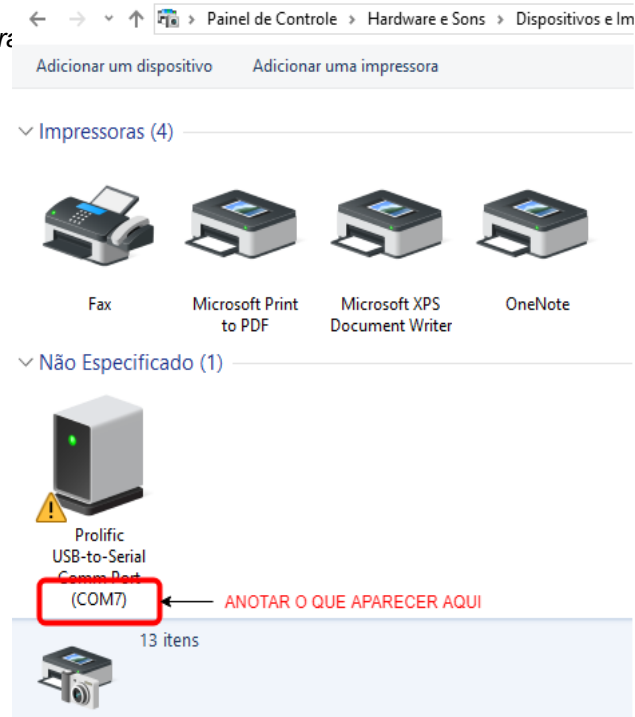 Painel de Controle > Hardware e Sons > Dispositivos e Im
Adicionar um dispositivo Adicionar uma impressora
Impressoras (4)
Fax
Microsoft Print
to PDF
Microsoft XPS
Document Writer
OneNote
Não Especificado (1)
Prolific
USB-to-Serial
Comm Port
(COM7)
ANOTAR O QUE APARECER AQUI
13 itens